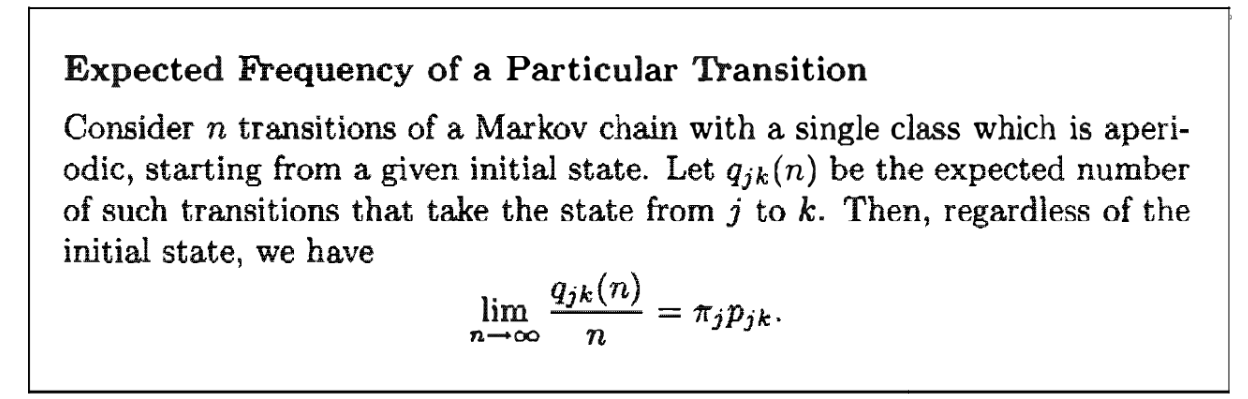 Expected Frequency of a Particular Transition
Consider n transitions of a Markov chain with a single class which is aperi-
odic, starting from a given initial state. Let q_{jk}(n) be the expected number
of such transitions that take the state from j to k. Then, regardless of the
initial state, we have
lim_{n→∞} q_{jk}(n)/n = π_j p_{jk}.